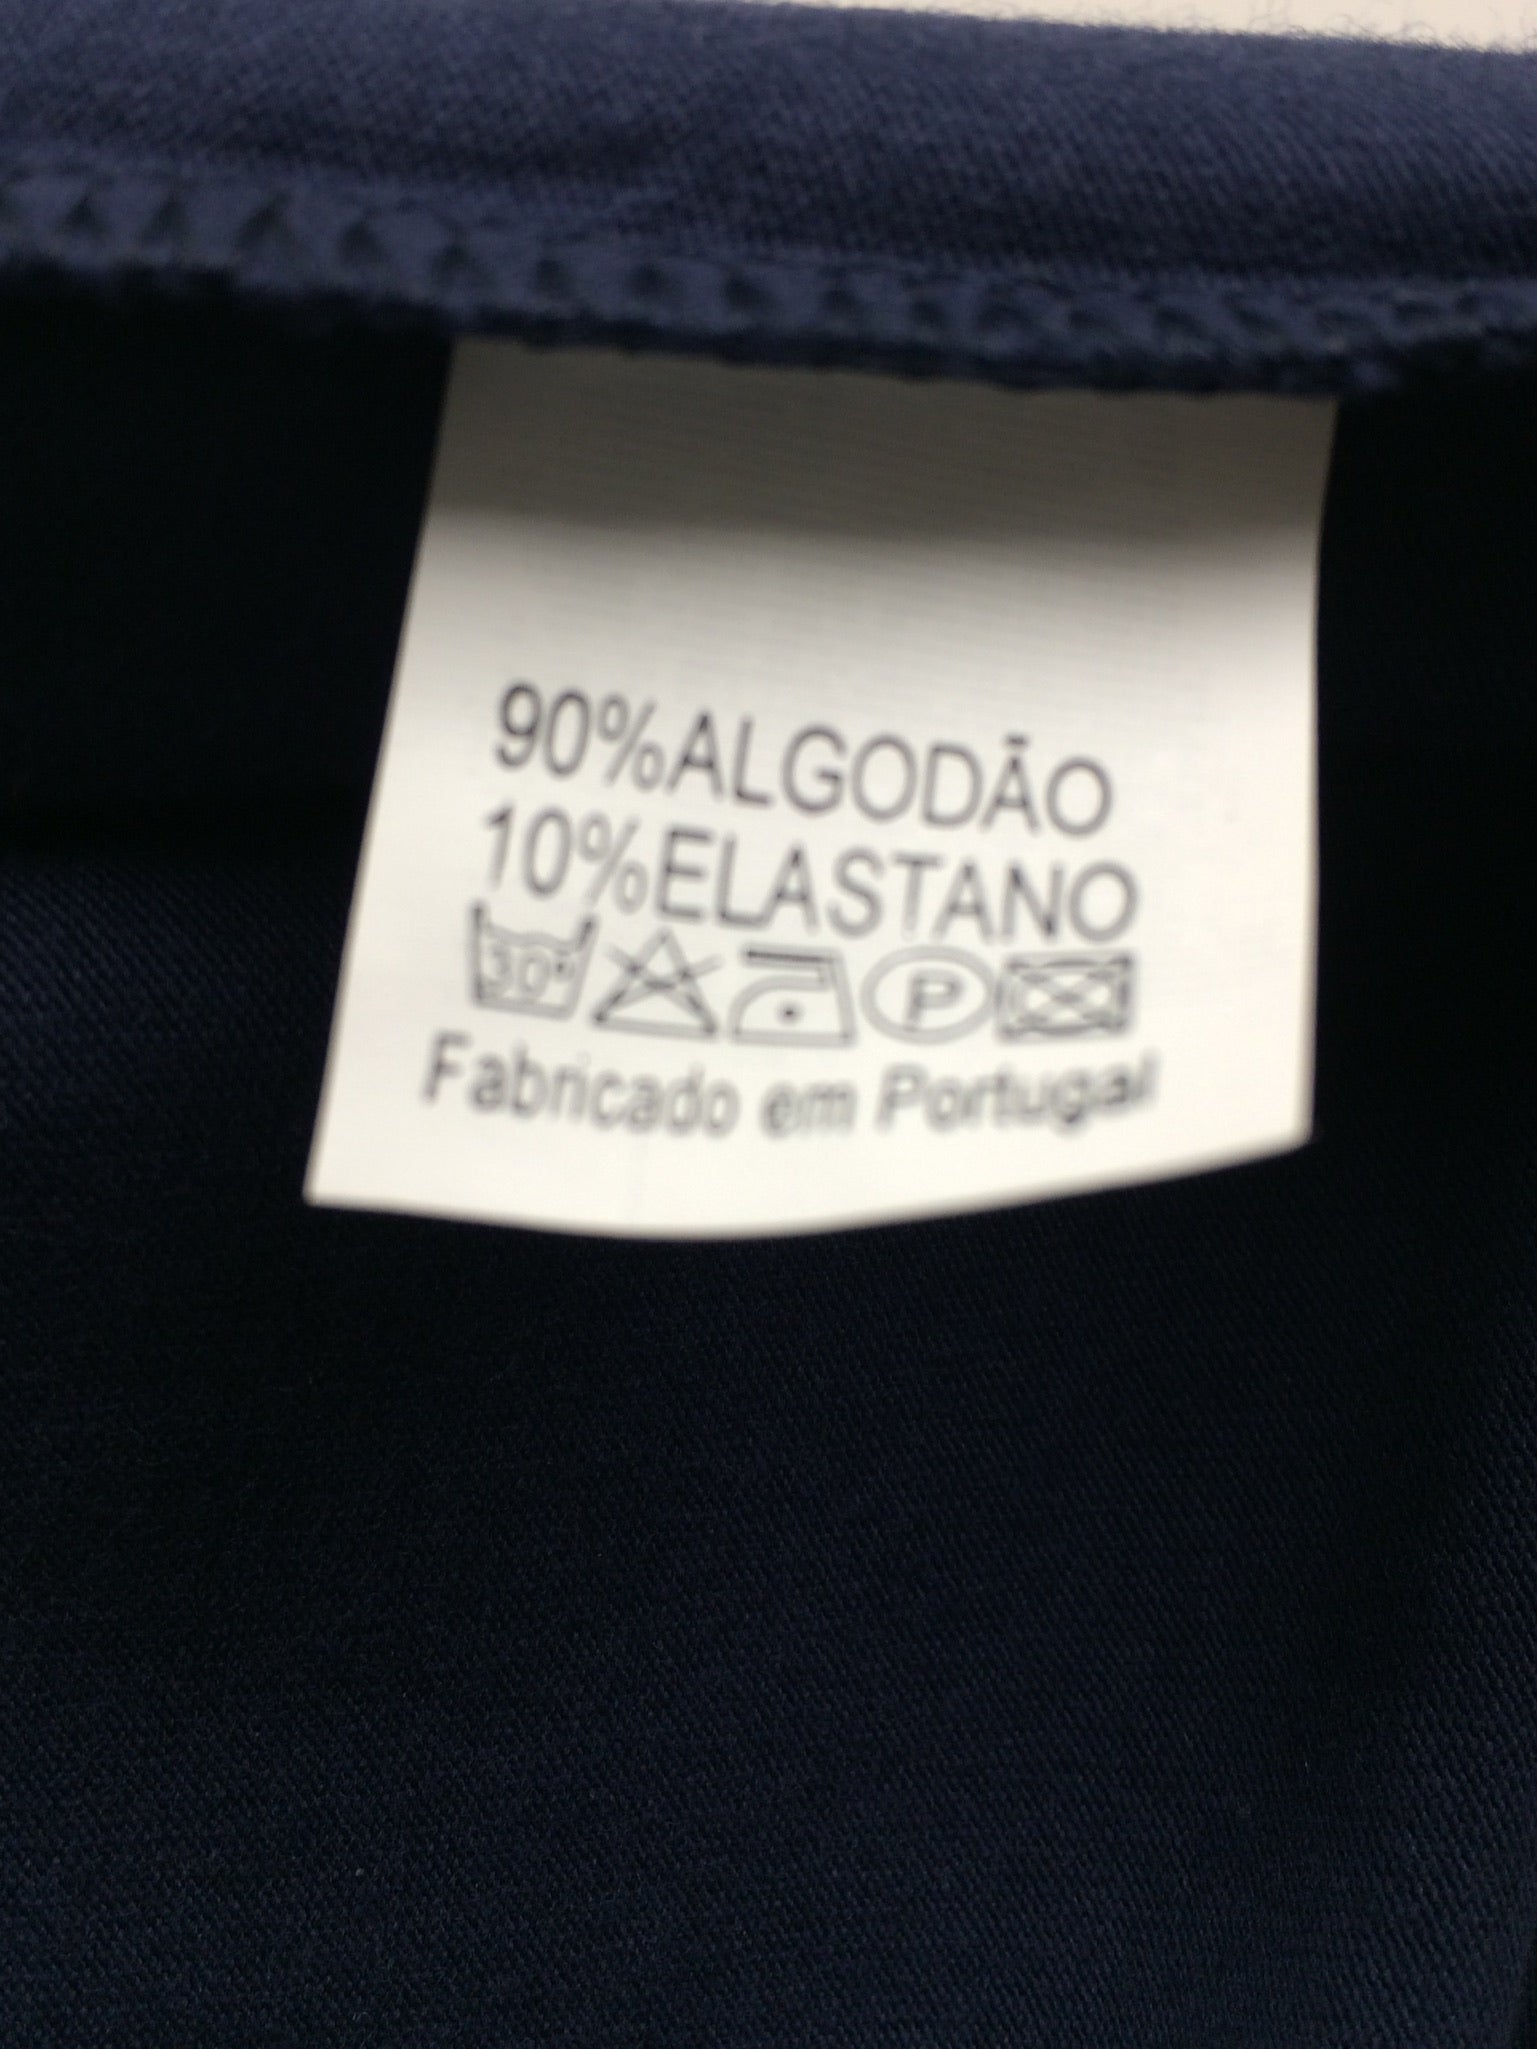 90%ALGODÃO
10%ELASTANO
30° P
Fabricado em Portugal